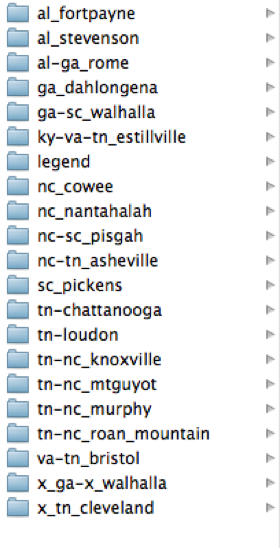 al_fortpayne
al_stevenson
al-ga_rome
ga_dahlongena
ga-sc_walhalla
ky-va-tn_estillville
legend
nc_cowee
nc_nantahalah
nc-sc_pisgah
nc-tn_asheville
sc_pickens
tn-chattanooga
tn-loudon
tn-nc_knoxville
tn-nc_mtguyot
tn-nc_murphy
tn-nc_roan_mountain
va-tn_bristol
x_ga-x_walhalla
x_tn_cleveland